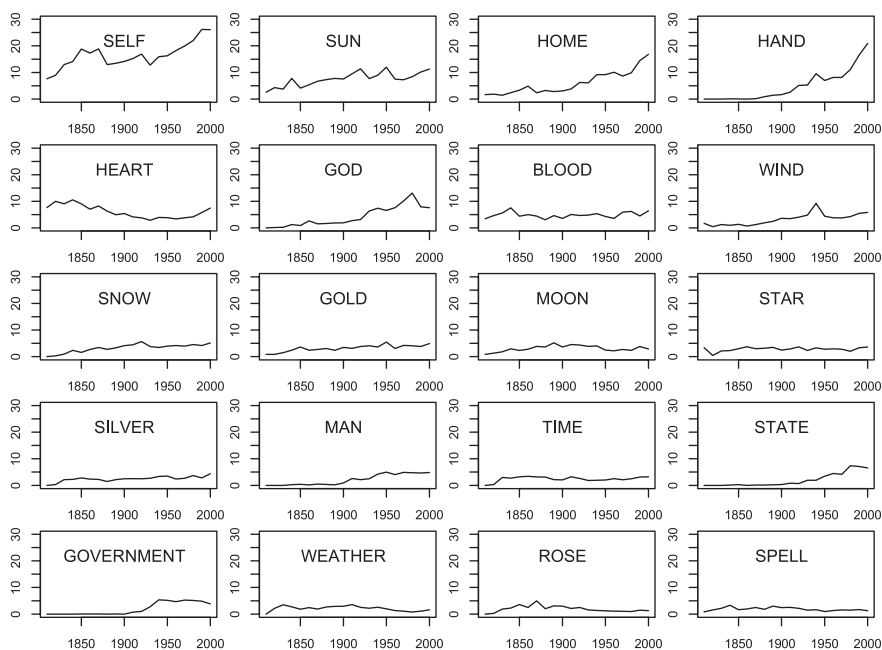 SELF SUN HOME HAND
0 10 20 30 0 10 20 30 0 10 20 30 0 10 20 30
1850 1900 1950 2000 1850 1900 1950 2000 1850 1900 1950 2000 1850 1900 1950 2000
HEART GOD BLOOD WIND
0 10 20 30 0 10 20 30 0 10 20 30 0 10 20 30
1850 1900 1950 2000 1850 1900 1950 2000 1850 1900 1950 2000 1850 1900 1950 2000
SNOW GOLD MOON STAR
0 10 20 30 0 10 20 30 0 10 20 30 0 10 20 30
1850 1900 1950 2000 1850 1900 1950 2000 1850 1900 1950 2000 1850 1900 1950 2000
SILVER MAN TIME STATE
0 10 20 30 0 10 20 30 0 10 20 30 0 10 20 30
1850 1900 1950 2000 1850 1900 1950 2000 1850 1900 1950 2000 1850 1900 1950 2000
GOVERNMENT WEATHER ROSE SPELL
0 10 20 30 0 10 20 30 0 10 20 30 0 10 20 30
1850 1900 1950 2000 1850 1900 1950 2000 1850 1900 1950 2000 1850 1900 1950 2000